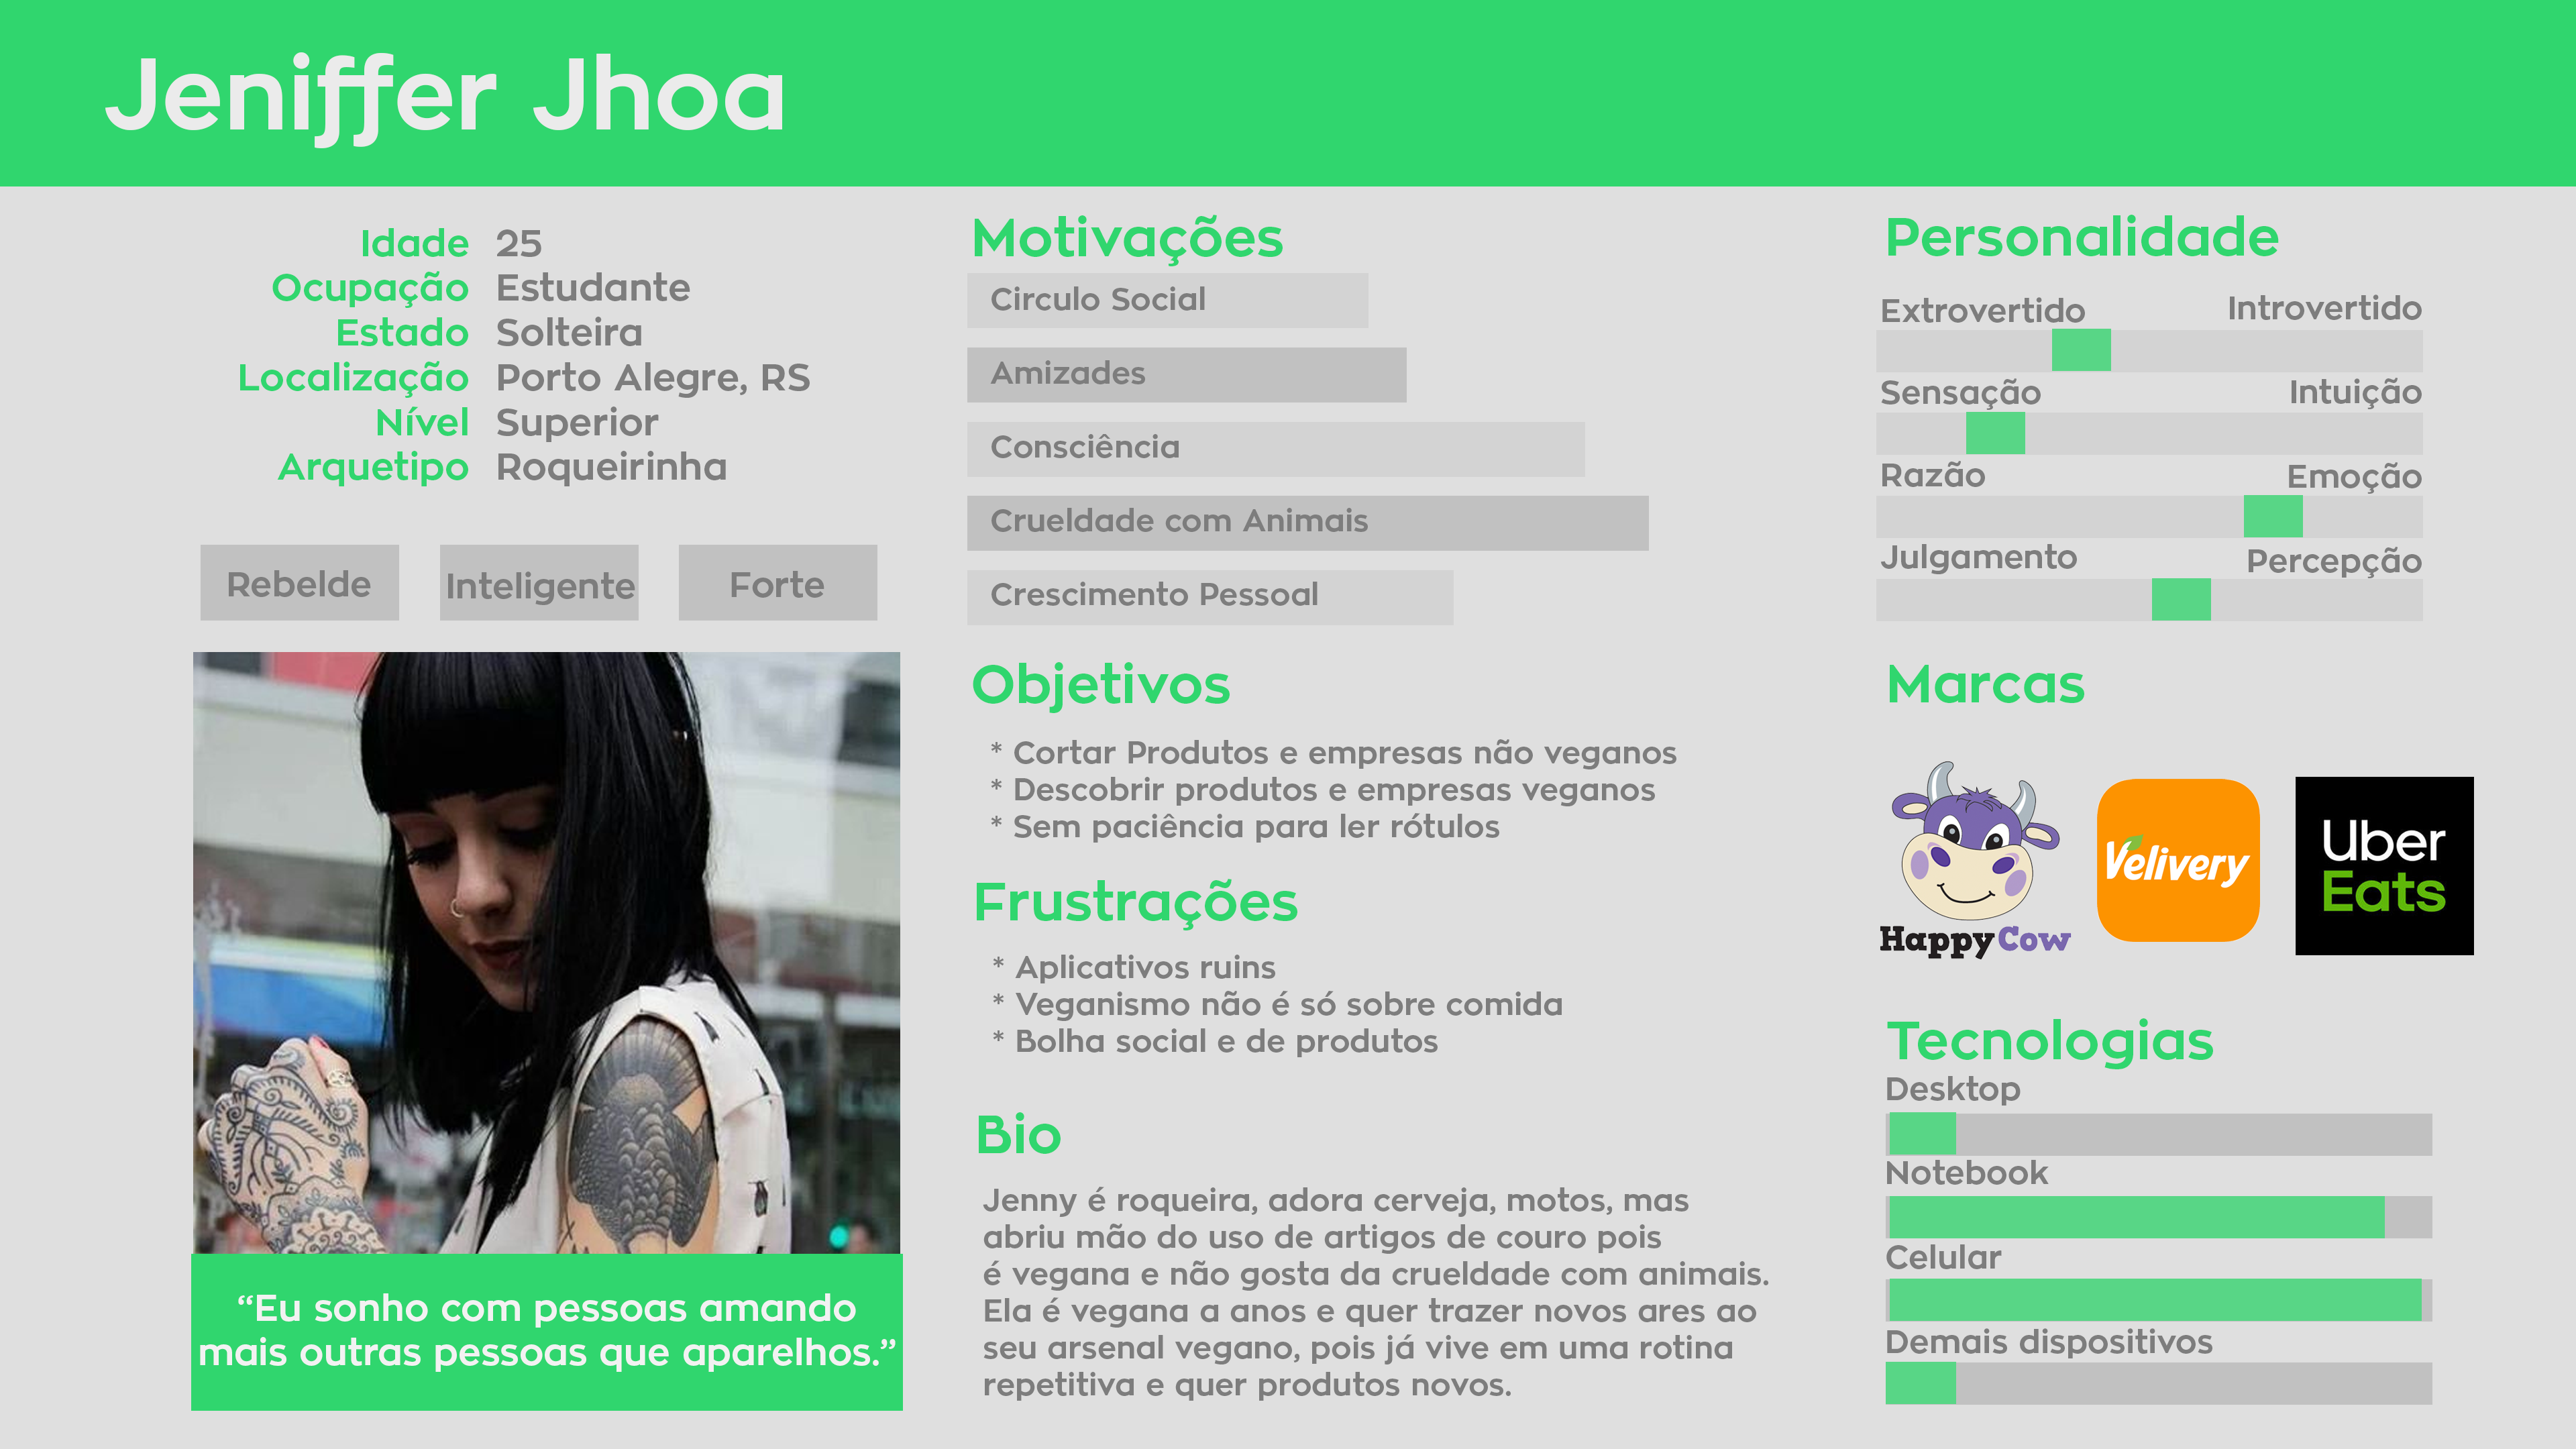 Jeniffer Jhoa
Idade 25
Ocupação Estudante
Estado Solteira
Localização Porto Alegre, RS
Nível Superior
Arquetipo Roqueirinha
Rebelde
Inteligente
Forte
“Eu sonho com pessoas amando
mais outras pessoas que aparelhos.”
Motivações
Circulo Social
Amizades
Consciência
Crueldade com Animais
Crescimento Pessoal
Objetivos
* Cortar Produtos e empresas não veganos
* Descobrir produtos e empresas veganos
* Sem paciência para ler rótulos
Frustrações
* Aplicativos ruins
* Veganismo não é só sobre comida
* Bolha social e de produtos
Bio
Jenny é roqueira, adora cerveja, motos, mas
abriu mão do uso de artigos de couro pois
é vegana e não gosta da crueldade com animais.
Ela é vegana a anos e quer trazer novos ares ao
seu arsenal vegano, pois já vive em uma rotina
repetitiva e quer produtos novos.
Personalidade
Extrovertido Introvertido
Sensação Intuição
Razão Emoção
Julgamento Percepção
Marcas
HappyCow
Velivery
Uber
Eats
Tecnologias
Desktop
Notebook
Celular
Demais dispositivos